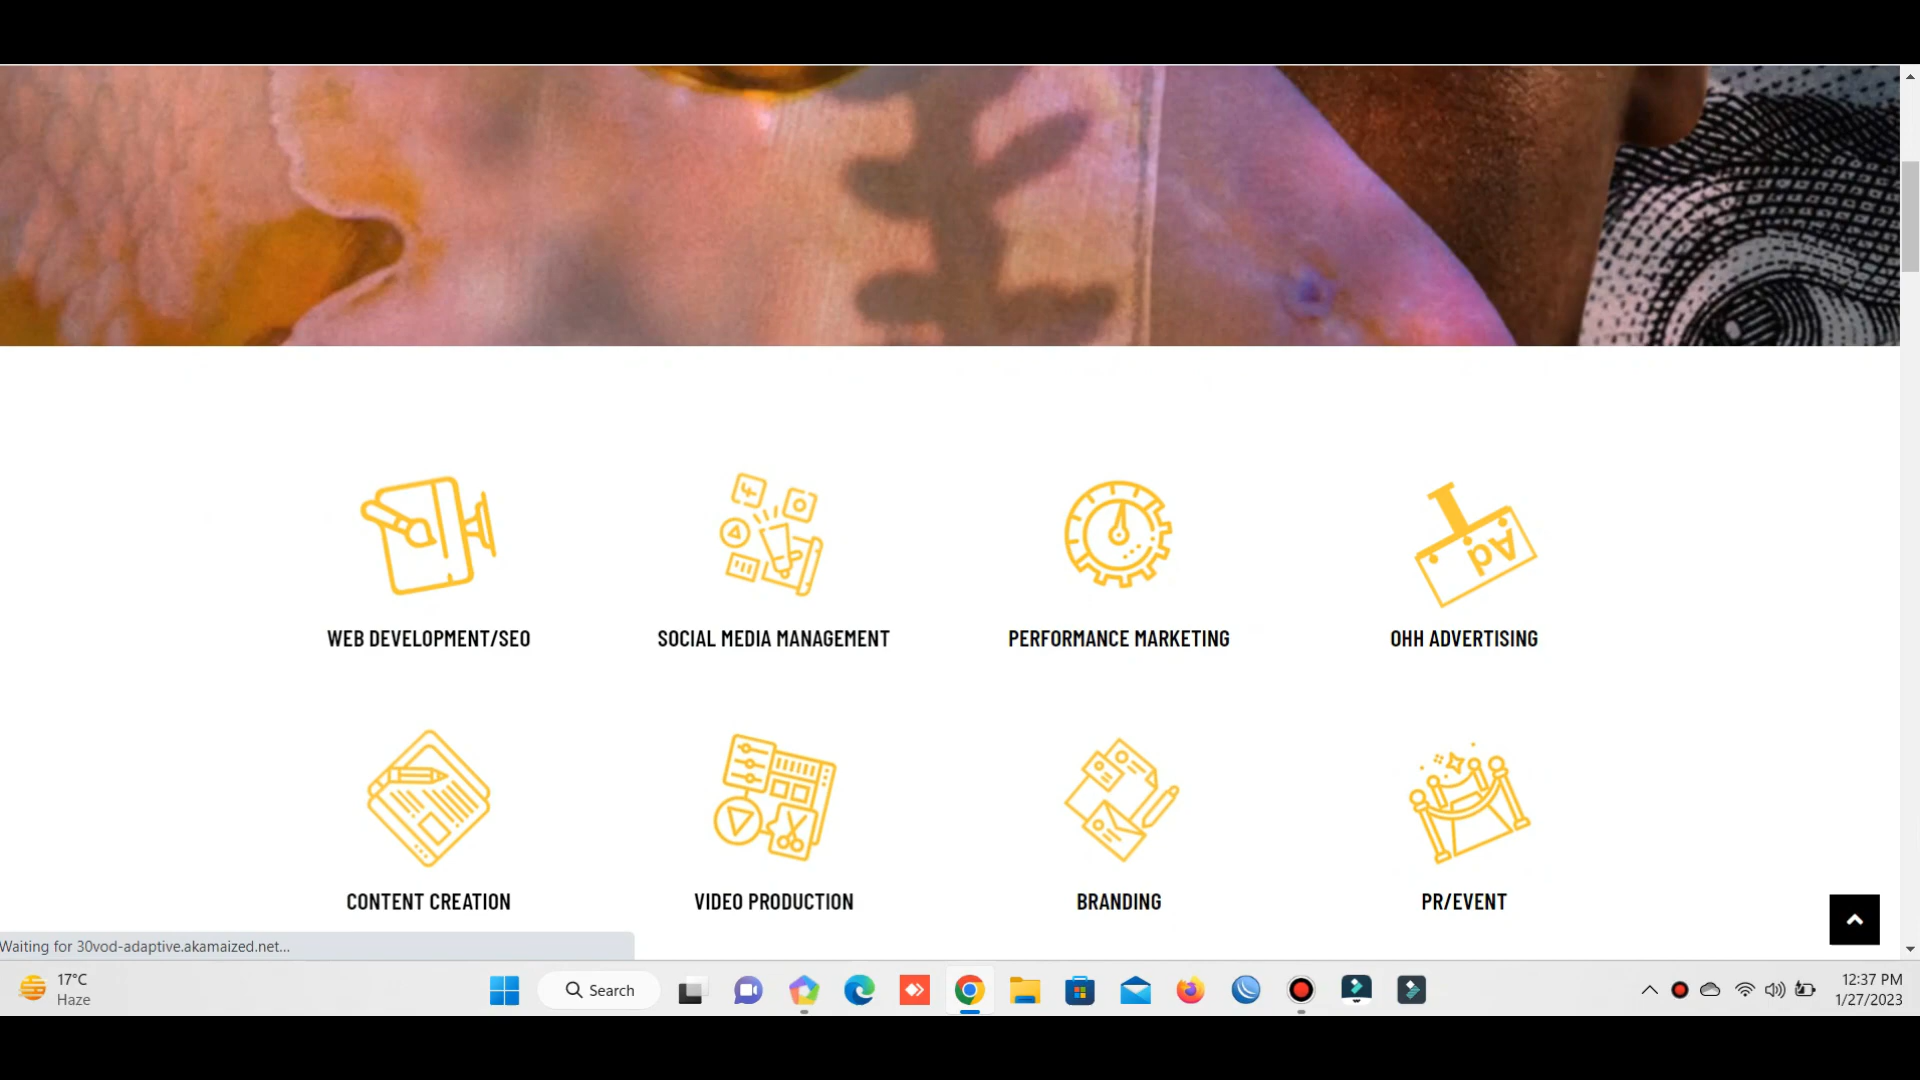 Ad
WEB DEVELOPMENT/SEO
SOCIAL MEDIA MANAGEMENT
PERFORMANCE MARKETING
OHH ADVERTISING
CONTENT CREATION
VIDEO PRODUCTION
BRANDING
PR/EVENT
Waiting for 30vod-adaptive.akamaized.net...
17°C
Haze
Search
12:37 PM
1/27/2023